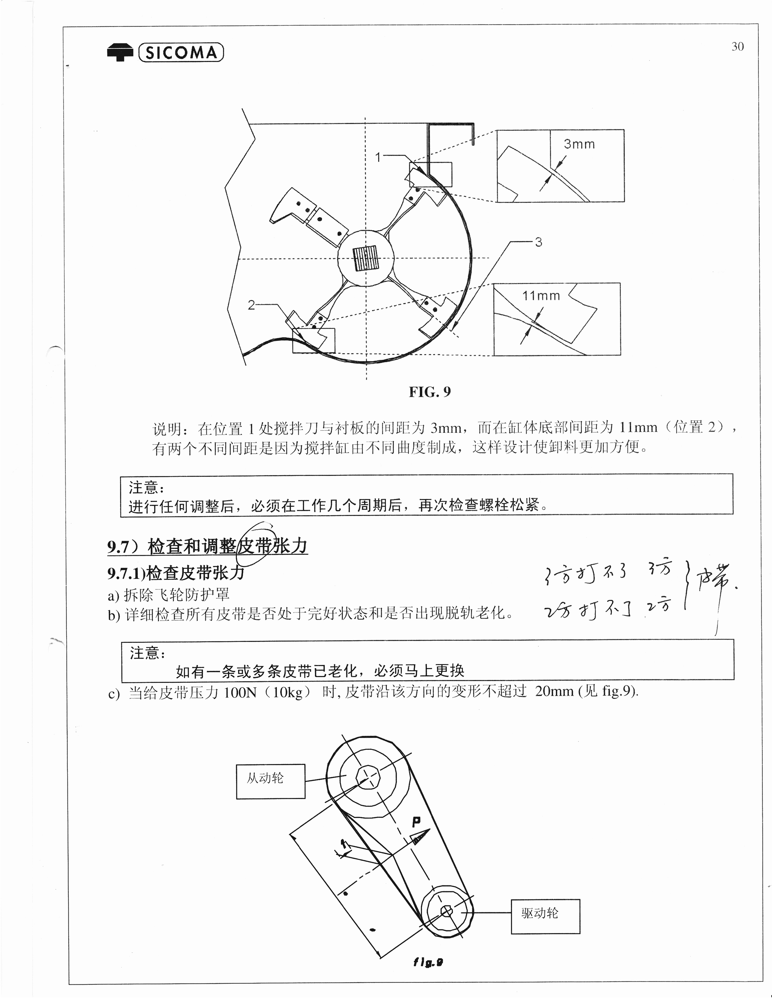 SICOMA
30
3mm
1
3
11mm
2
FIG. 9
说明：在位置 1 处搅拌刀与衬板的间距为 3mm，而在缸体底部间距为 11mm（位置 2），
有两个不同间距是因为搅拌缸由不同曲度制成，这样设计使卸料更加方便。
注意：
进行任何调整后，必须在工作几个周期后，再次检查螺栓松紧。
9.7）检查和调整皮带张力
9.7.1)检查皮带张力
a) 拆除飞轮防护罩
b) 详细检查所有皮带是否处于完好状态和是否出现脱轨老化。
3方打不了 3方
2方打不了 2方
皮带.
注意：
如有一条或多条皮带已老化，必须马上更换
c) 当给皮带压力 100N（10kg） 时, 皮带沿该方向的变形不超过 20mm (见 fig.9).
从动轮
P
f
驱动轮
fig.9